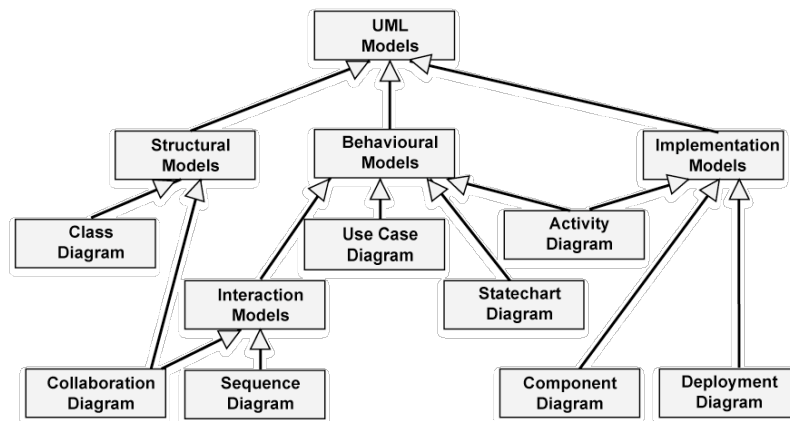 UML
Models
Structural
Models
Behavioural
Models
Implementation
Models
Class
Diagram
Use Case
Diagram
Activity
Diagram
Interaction
Models
Statechart
Diagram
Collaboration
Diagram
Sequence
Diagram
Component
Diagram
Deployment
Diagram